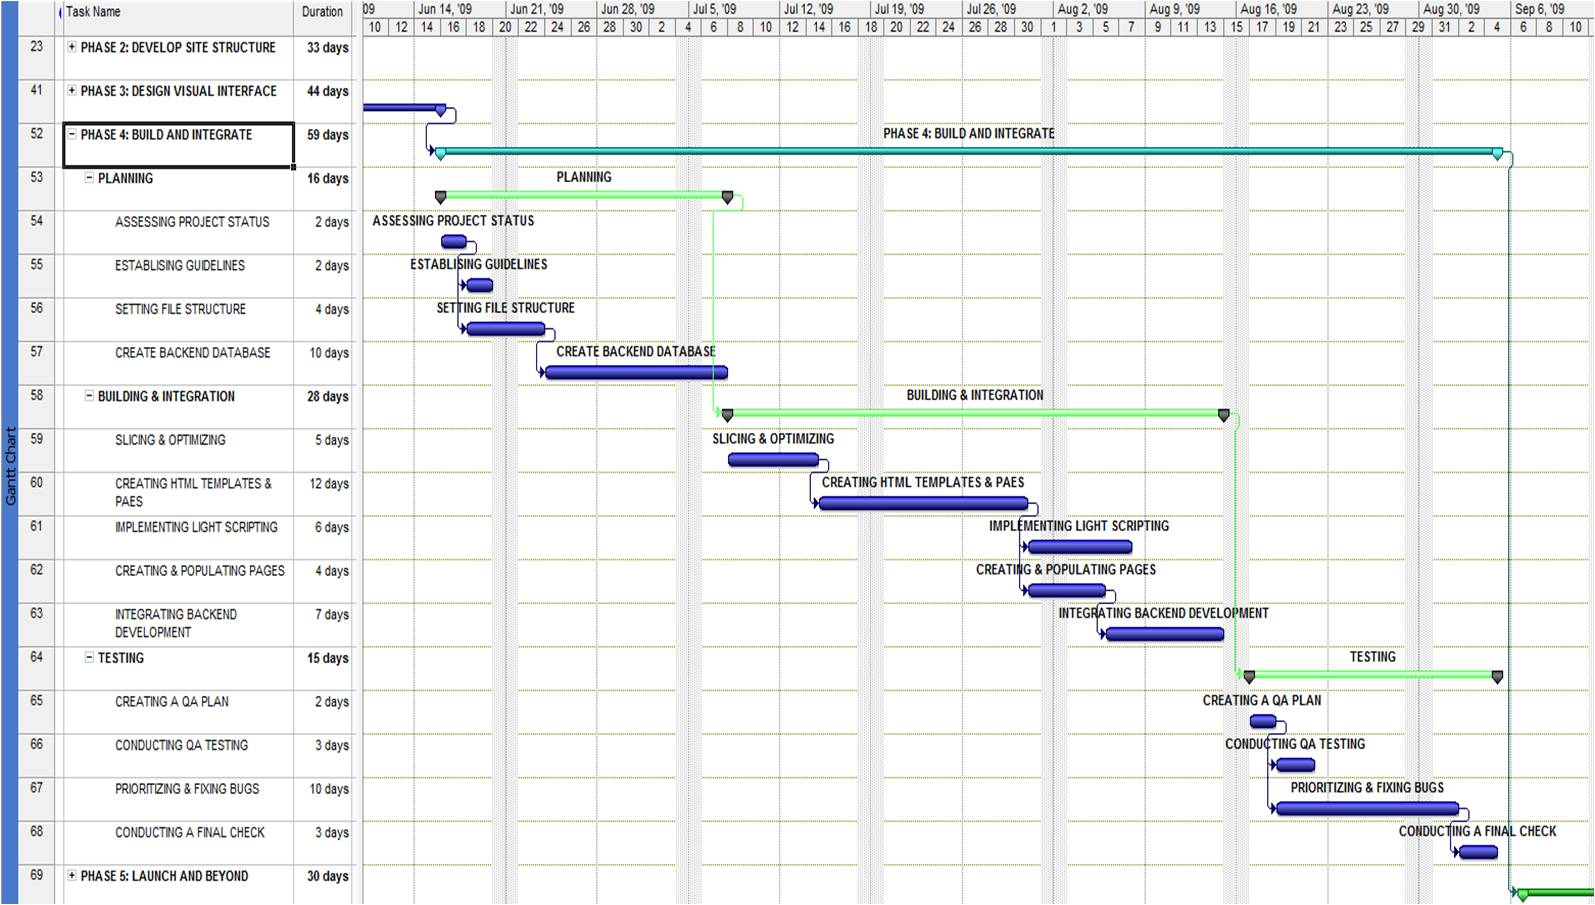 Gantt Chart
Task Name Duration
09 Jun 14, '09 Jun 21, '09 Jun 28, '09 Jul 5, '09 Jul 12, '09 Jul 19, '09 Jul 26, '09 Aug 2, '09 Aug 9, '09 Aug 16, '09 Aug 23, '09 Aug 30, '09 Sep 6, '09
10 12 14 16 18 20 22 24 26 28 30 2 4 6 8 10 12 14 16 18 20 22 24 26 28 30 1 3 5 7 9 11 13 15 17 19 21 23 25 27 29 31 2 4 6 8 10
23 PHASE 2: DEVELOP SITE STRUCTURE 33 days
41 PHASE 3: DESIGN VISUAL INTERFACE 44 days
52 PHASE 4: BUILD AND INTEGRATE 59 days PHASE 4: BUILD AND INTEGRATE
53 PLANNING 16 days PLANNING
54 ASSESSING PROJECT STATUS 2 days ASSESSING PROJECT STATUS
55 ESTABLISING GUIDELINES 2 days ESTABLISING GUIDELINES
56 SETTING FILE STRUCTURE 4 days SETTING FILE STRUCTURE
57 CREATE BACKEND DATABASE 10 days CREATE BACKEND DATABASE
58 BUILDING & INTEGRATION 28 days BUILDING & INTEGRATION
59 SLICING & OPTIMIZING 5 days SLICING & OPTIMIZING
60 CREATING HTML TEMPLATES & 12 days CREATING HTML TEMPLATES & PAES
PAES
61 IMPLEMENTING LIGHT SCRIPTING 6 days IMPLEMENTING LIGHT SCRIPTING
62 CREATING & POPULATING PAGES 4 days CREATING & POPULATING PAGES
63 INTEGRATING BACKEND 7 days INTEGRATING BACKEND DEVELOPMENT
DEVELOPMENT
64 TESTING 15 days TESTING
65 CREATING A QA PLAN 2 days CREATING A QA PLAN
66 CONDUCTING QA TESTING 3 days CONDUCTING QA TESTING
67 PRIORITIZING & FIXING BUGS 10 days PRIORITIZING & FIXING BUGS
68 CONDUCTING A FINAL CHECK 3 days CONDUCTING A FINAL CHECK
69 PHASE 5: LAUNCH AND BEYOND 30 days